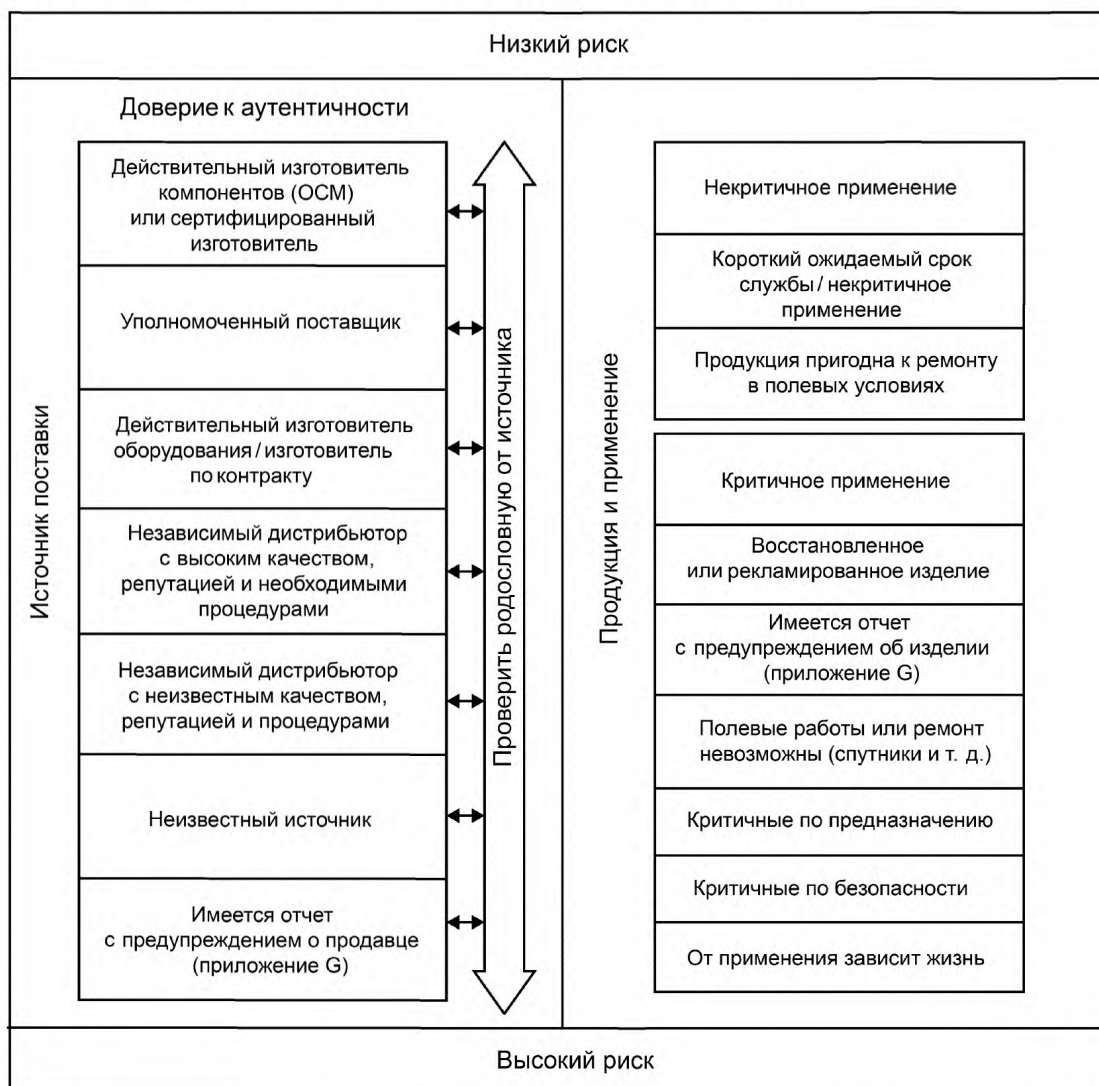 Низкий риск
Доверие к аутентичности
Источник поставки
Действительный изготовитель
компонентов (ОСМ)
или сертифицированный
изготовитель
Уполномоченный поставщик
Действительный изготовитель
оборудования / изготовитель
по контракту
Независимый дистрибьютор
с высоким качеством,
репутацией и необходимыми
процедурами
Независимый дистрибьютор
с неизвестным качеством,
репутацией и процедурами
Неизвестный источник
Имеется отчет
с предупреждением о продавце
(приложение G)
Проверить родословную от источника
Продукция и применение
Некритичное применение
Короткий ожидаемый срок
службы / некритичное
применение
Продукция пригодна к ремонту
в полевых условиях
Критичное применение
Восстановленное
или рекламированное изделие
Имеется отчет
с предупреждением об изделии
(приложение G)
Полевые работы или ремонт
невозможны (спутники и т. д.)
Критичные по предназначению
Критичные по безопасности
От применения зависит жизнь
Высокий риск